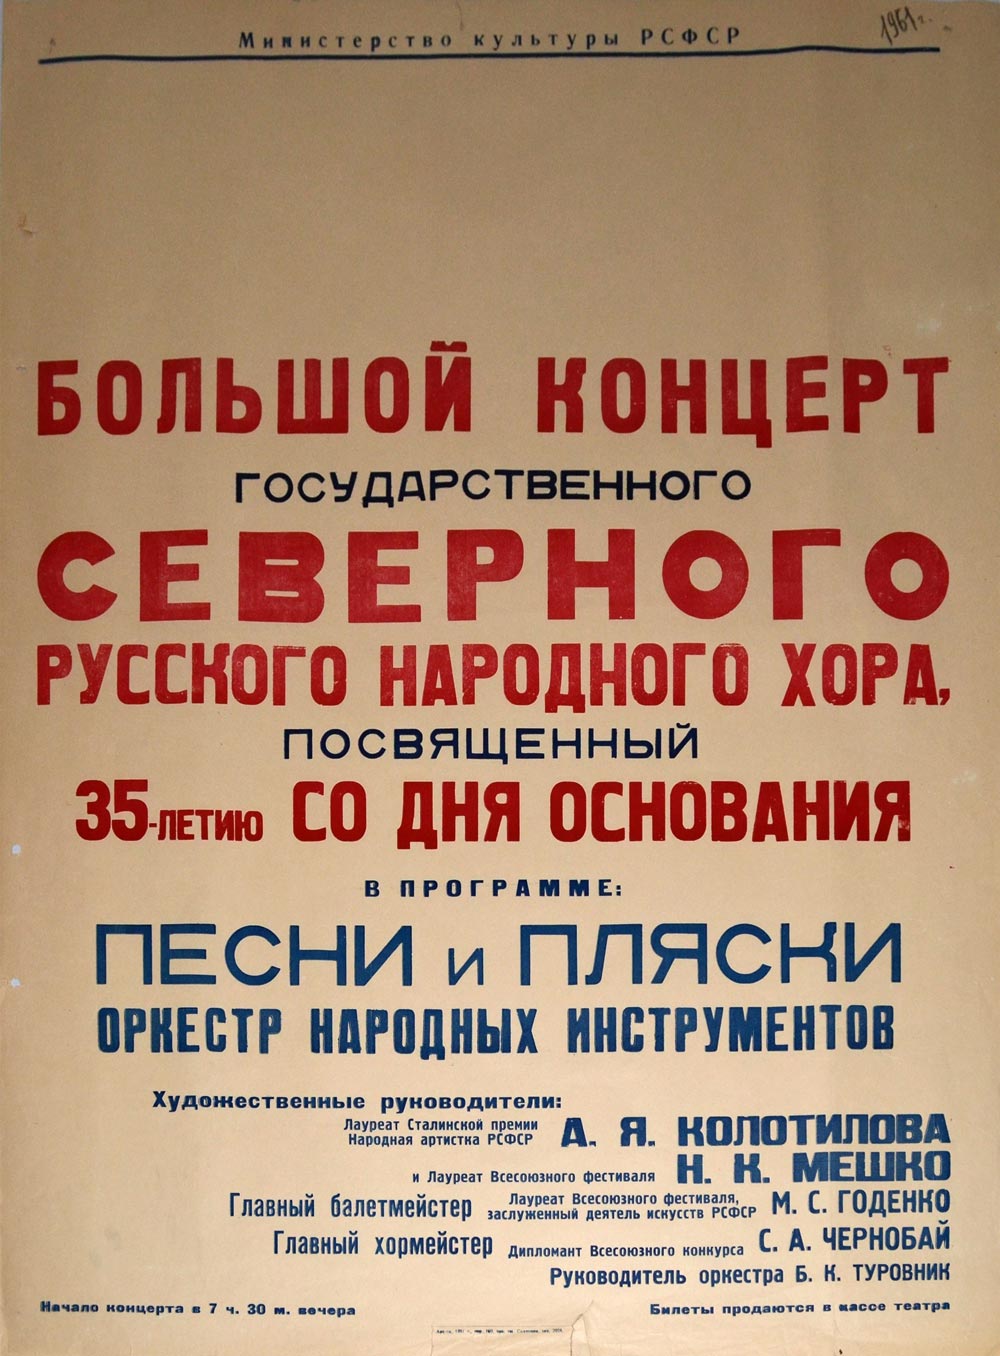 Министерство культуры РСФСР
1961 г.
БОЛЬШОЙ КОНЦЕРТ
ГОСУДАРСТВЕННОГО
СЕВЕРНОГО
РУССКОГО НАРОДНОГО ХОРА,
ПОСВЯЩЕННЫЙ
35-ЛЕТИЮ СО ДНЯ ОСНОВАНИЯ
В ПРОГРАММЕ:
ПЕСНИ и ПЛЯСКИ
ОРКЕСТР НАРОДНЫХ ИНСТРУМЕНТОВ
Художественные руководители:
Лауреат Сталинской премии
Народная артистка РСФСР А. Я. КОЛОТИЛОВА
и Лауреат Всесоюзного фестиваля Н. К. МЕШКО
Главный балетмейстер Лауреат Всесоюзного фестиваля,
заслуженный деятель искусств РСФСР М. С. ГОДЕНКО
Главный хормейстер Дипломант Всесоюзного конкурса С. А. ЧЕРНОБАЙ
Руководитель оркестра Б. К. ТУРОВНИК
Начало концерта в 7 ч. 30 м. вечера
Билеты продаются в кассе театра